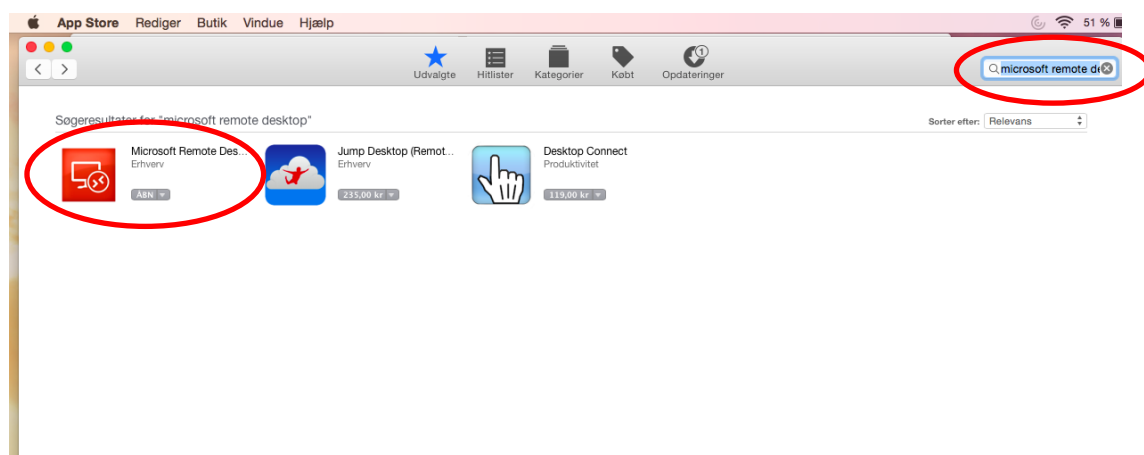 App Store Rediger Butik Vindue Hjælp 51 %
Udvalgte Hitlister Kategorier Købt Opdateringer 1
microsoft remote de
Søgeresultater for "microsoft remote desktop"
Sorter efter: Relevans
Microsoft Remote Des...
Erhverv
ÅBN
Jump Desktop (Remot...
Erhverv
235,00 kr
Desktop Connect
Produktivitet
119,00 kr